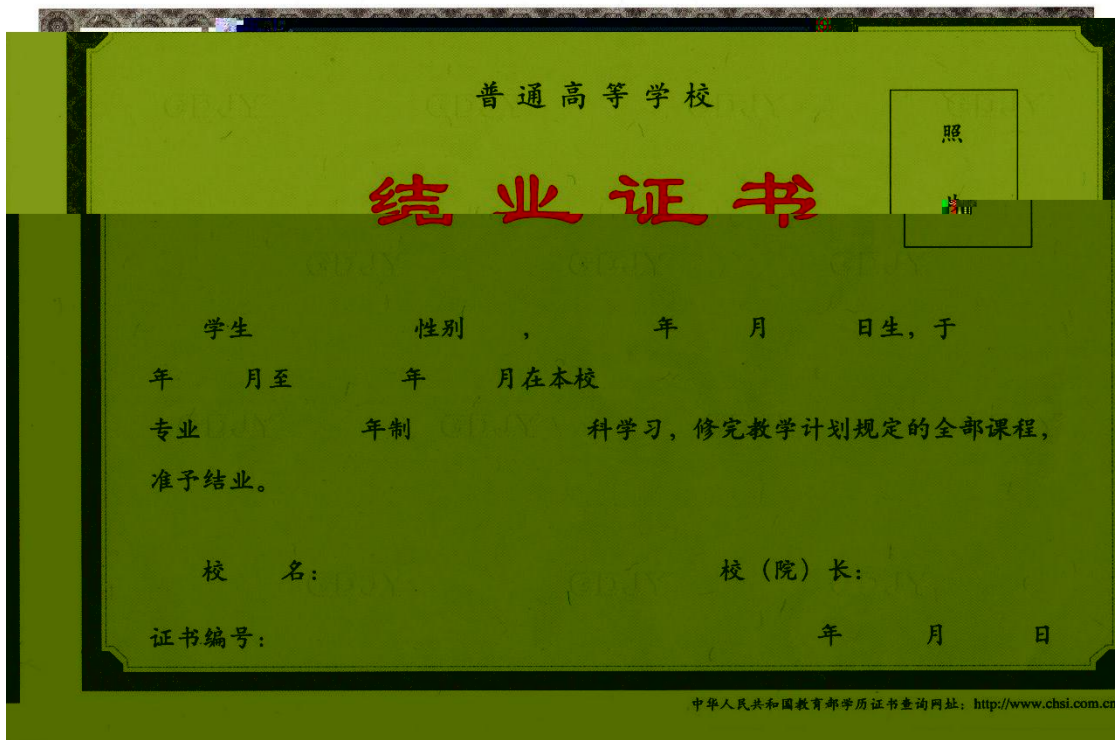 普通高等学校
照
结业证书
学生 性别 ， 年 月 日生，于
年 月至 年 月在本校
专业 年制 科学习，修完教学计划规定的全部课程，
准予结业。
校 名： 校（院）长：
证书编号： 年 月 日
中华人民共和国教育部学历证书查询网址：http://www.chsi.com.cn